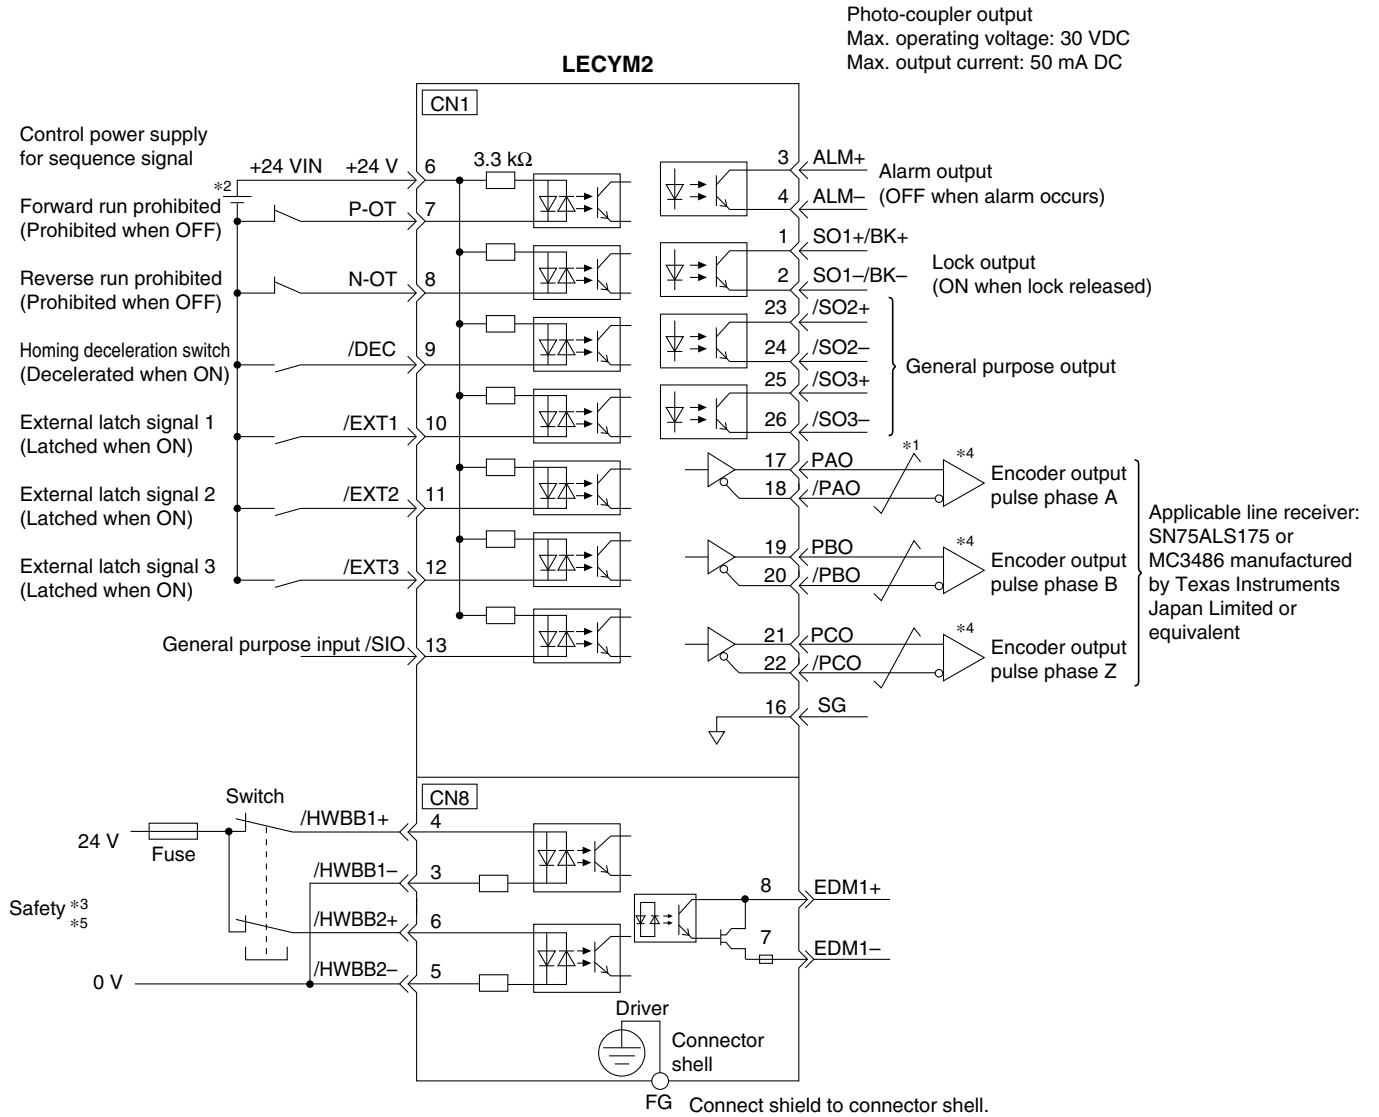 Photo-coupler output
Max. operating voltage: 30 VDC
Max. output current: 50 mA DC
LECYM2
CN1
Control power supply
for sequence signal
+24 VIN
+24 V
6
3.3 kΩ
*2
Forward run prohibited
(Prohibited when OFF)
P-OT
7
Reverse run prohibited
(Prohibited when OFF)
N-OT
8
Homing deceleration switch
(Decelerated when ON)
/DEC
9
External latch signal 1
(Latched when ON)
/EXT1
10
External latch signal 2
(Latched when ON)
/EXT2
11
External latch signal 3
(Latched when ON)
/EXT3
12
General purpose input /SIO
13
3
ALM+
4
ALM–
Alarm output
(OFF when alarm occurs)
1
SO1+/BK+
2
SO1–/BK–
Lock output
(ON when lock released)
23
/SO2+
24
/SO2–
25
/SO3+
26
/SO3–
General purpose output
17
PAO
18
/PAO
*1
*4
Encoder output
pulse phase A
19
PBO
20
/PBO
*4
Encoder output
pulse phase B
21
PCO
22
/PCO
*4
Encoder output
pulse phase Z
Applicable line receiver:
SN75ALS175 or
MC3486 manufactured
by Texas Instruments
Japan Limited or
equivalent
16
SG
CN8
Switch
24 V
Fuse
/HWBB1+
4
/HWBB1–
3
Safety *3
*5
/HWBB2+
6
/HWBB2–
5
0 V
8
EDM1+
7
EDM1–
Driver
Connector
shell
FG
Connect shield to connector shell.